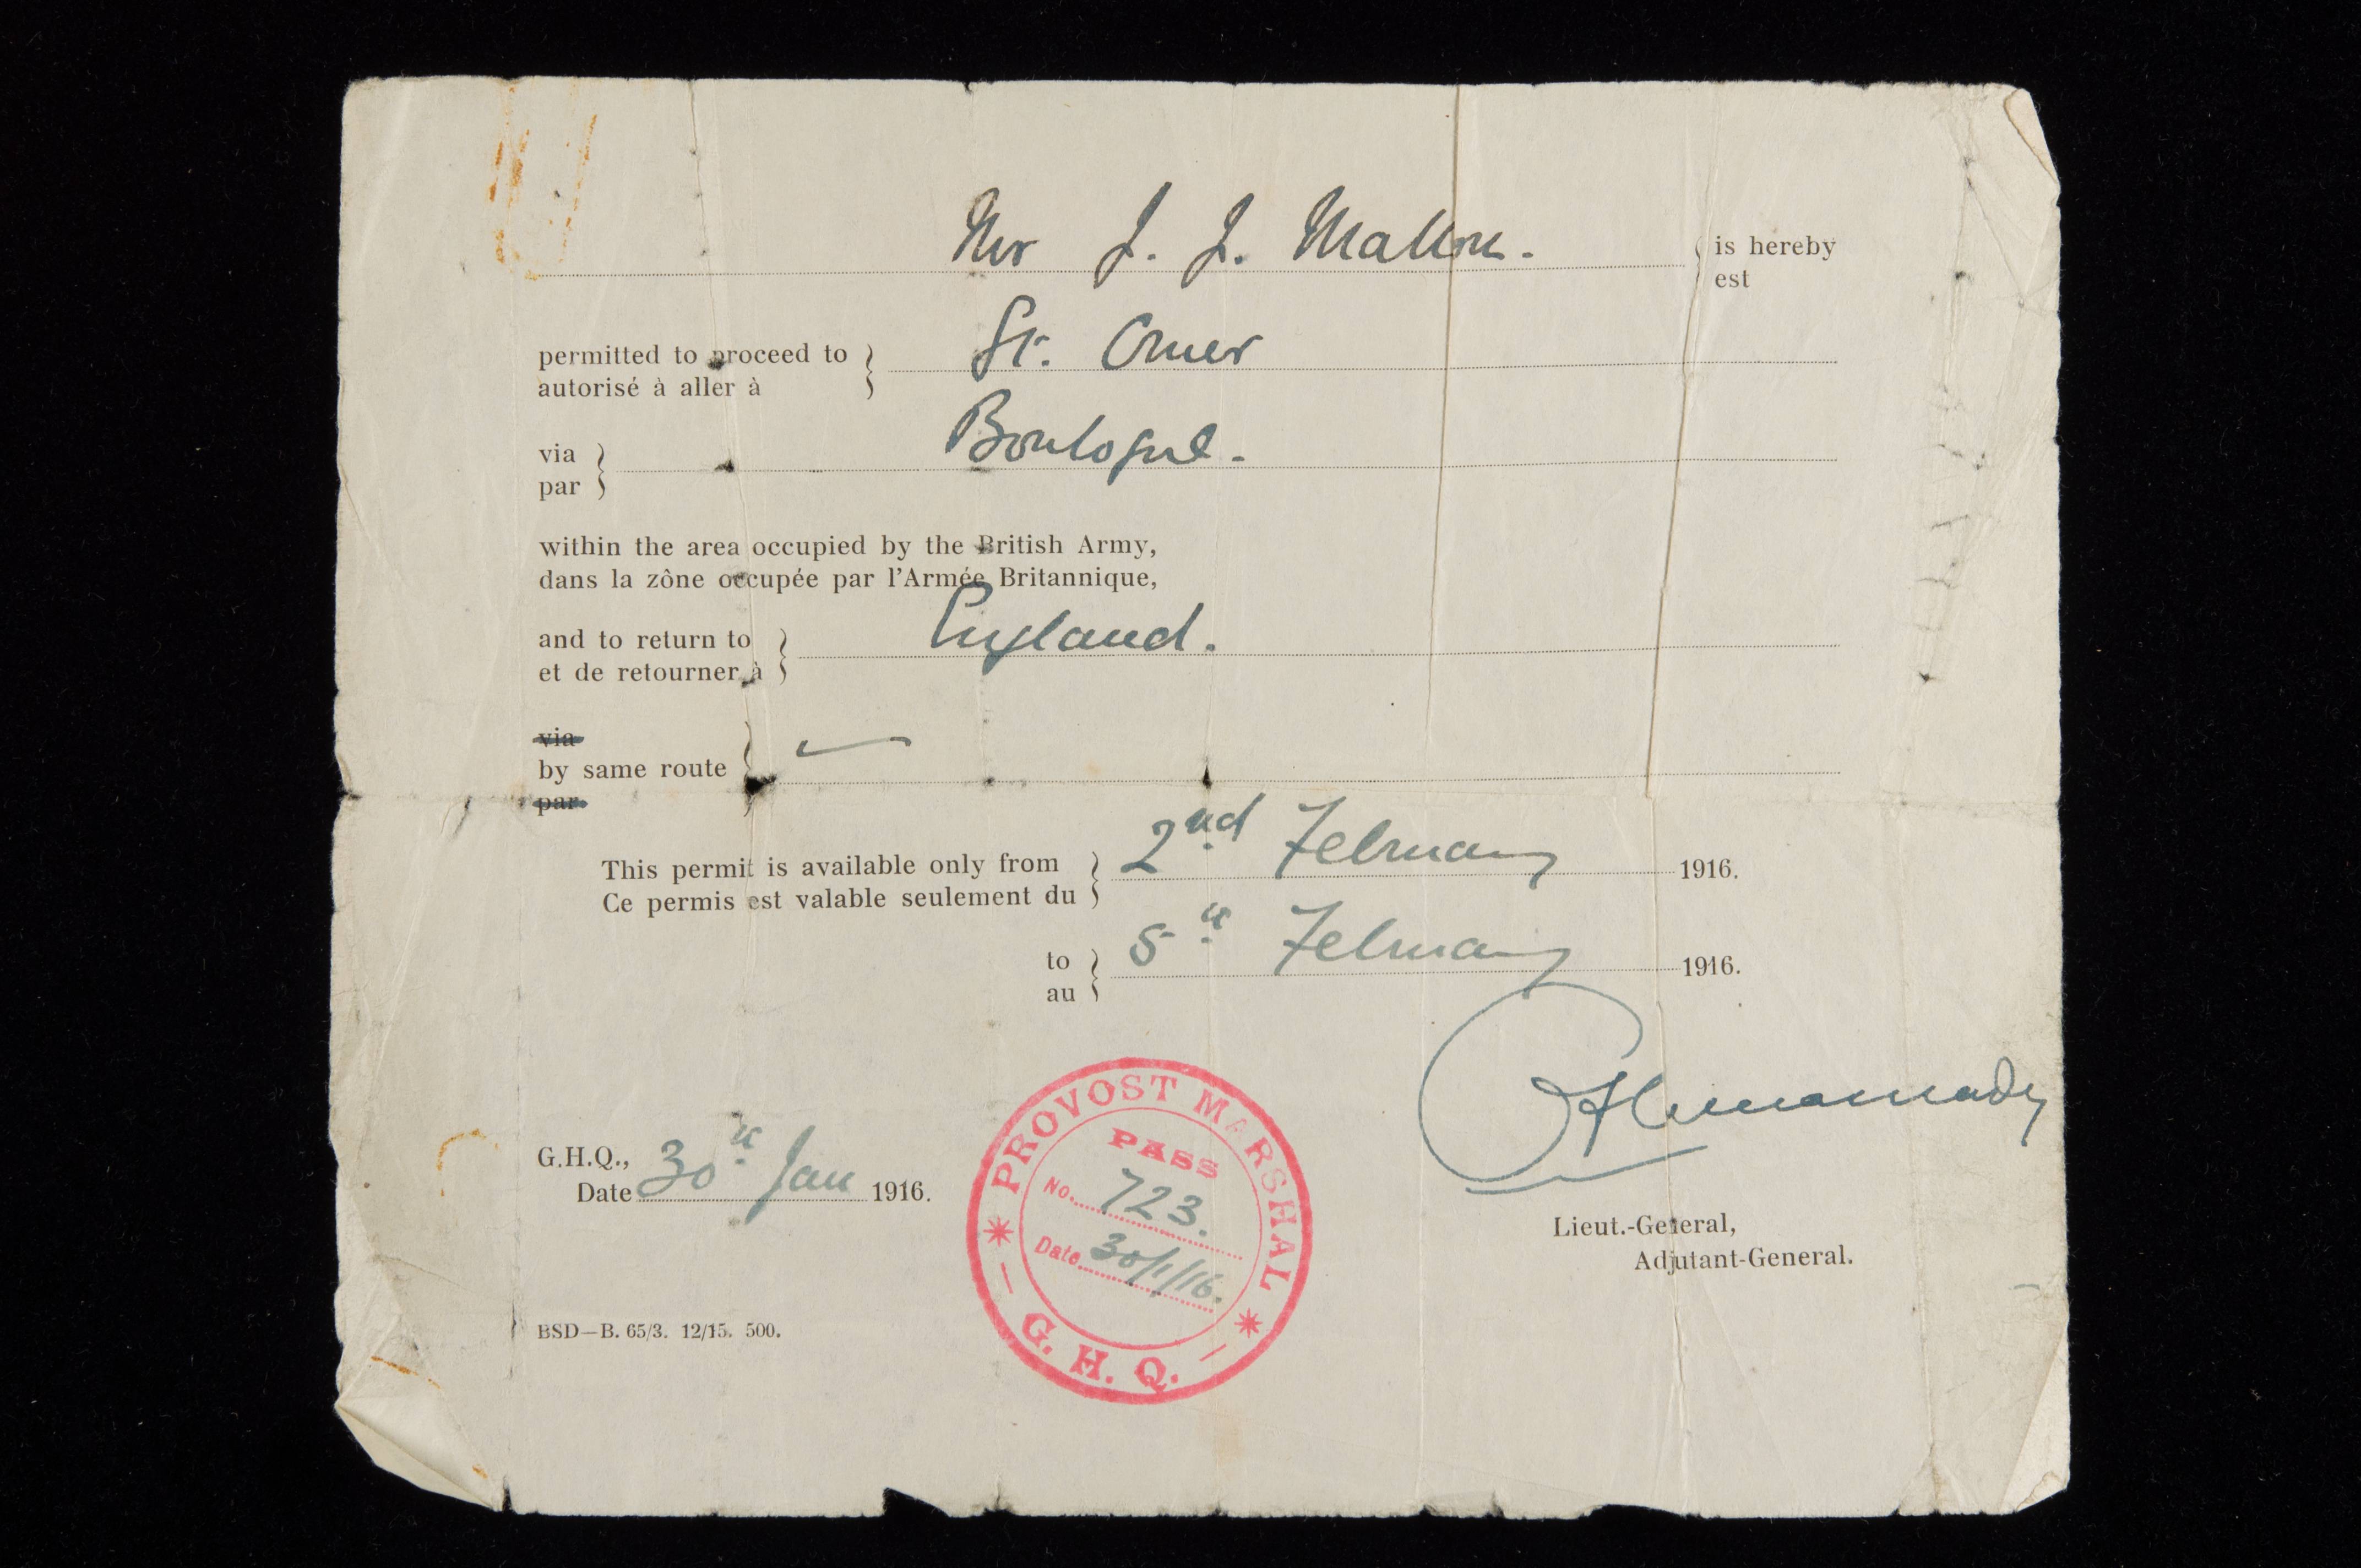 Mr J. J. Mallon. is hereby
est
permitted to proceed to St. Omer
autorisé à aller à
via Boulogne.
par
within the area occupied by the British Army,
dans la zône occupée par l'Armée Britannique,
and to return to England.
et de retourner à
via
by same route
par
This permit is available only from 2nd February 1916.
Ce permis est valable seulement du
to 5th February 1916.
au
G.H.Q.,
Date 30th Jan 1916.
PROVOST MARSHAL
PASS
No. 723.
Date 30/1/16.
G. H. Q.
Lieut.-General,
Adjutant-General.
BSD—B. 65/3. 12/15. 500.